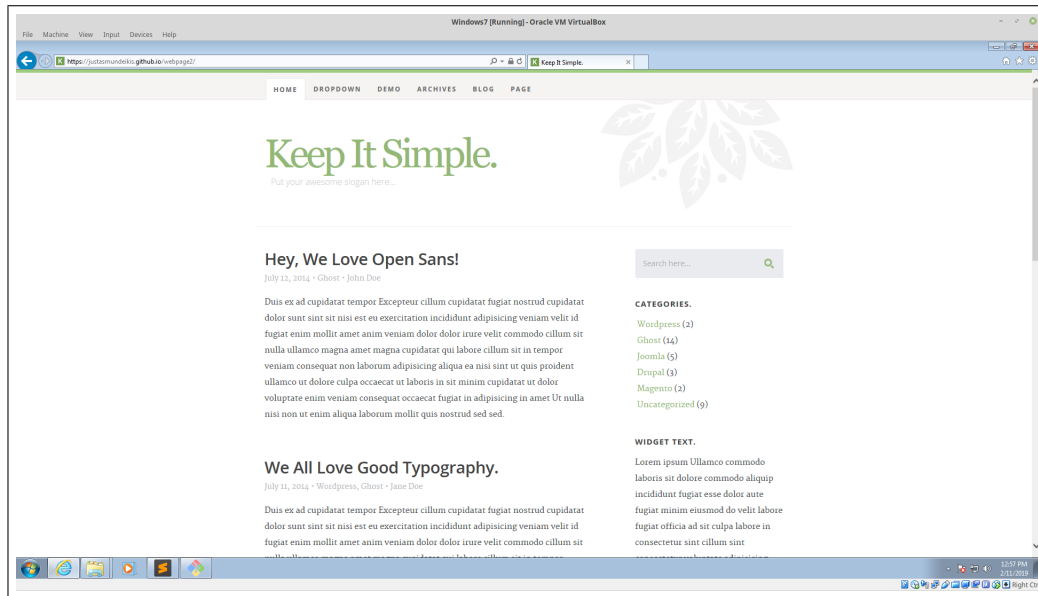 Windows7 [Running] - Oracle VM VirtualBox
File Machine View Input Devices Help
https://justasmundeikis.github.io/webpage2/
Keep It Simple.
HOME DROPDOWN DEMO ARCHIVES BLOG PAGE
Keep It Simple.
Put your awesome slogan here...
Hey, We Love Open Sans!
July 12, 2014 • Ghost • John Doe
Duis ex ad cupidatat tempor Excepteur cillum cupidatat fugiat nostrud cupidatat
dolor sunt sint sit nisi est eu exercitation incididunt adipisicing veniam velit id
fugiat enim mollit amet anim veniam dolor dolor irure velit commodo cillum sit
nulla ullamco magna amet magna cupidatat qui labore cillum sit in tempor
veniam consequat non laborum adipisicing aliqua ea nisi sint ut quis proident
ullamco ut dolore culpa occaecat ut laboris in sit minim cupidatat ut dolor
voluptate enim veniam consequat occaecat fugiat in adipisicing in amet Ut nulla
nisi non ut enim aliqua laborum mollit quis nostrud sed sed.
We All Love Good Typography.
July 11, 2014 • Wordpress, Ghost • Jane Doe
Duis ex ad cupidatat tempor Excepteur cillum cupidatat fugiat nostrud cupidatat
dolor sunt sint sit nisi est eu exercitation incididunt adipisicing veniam velit id
fugiat enim mollit amet anim veniam dolor dolor irure velit commodo cillum sit
Search here...
CATEGORIES.
Wordpress (2)
Ghost (14)
Joomla (5)
Drupal (3)
Magento (2)
Uncategorized (9)
WIDGET TEXT.
Lorem ipsum Ullamco commodo
laboris sit dolore commodo aliquip
incididunt fugiat esse dolor aute
fugiat minim eiusmod do velit labore
fugiat officia ad sit culpa labore in
consectetur sint cillum sint
12:57 PM
2/11/2019
Right Ctrl